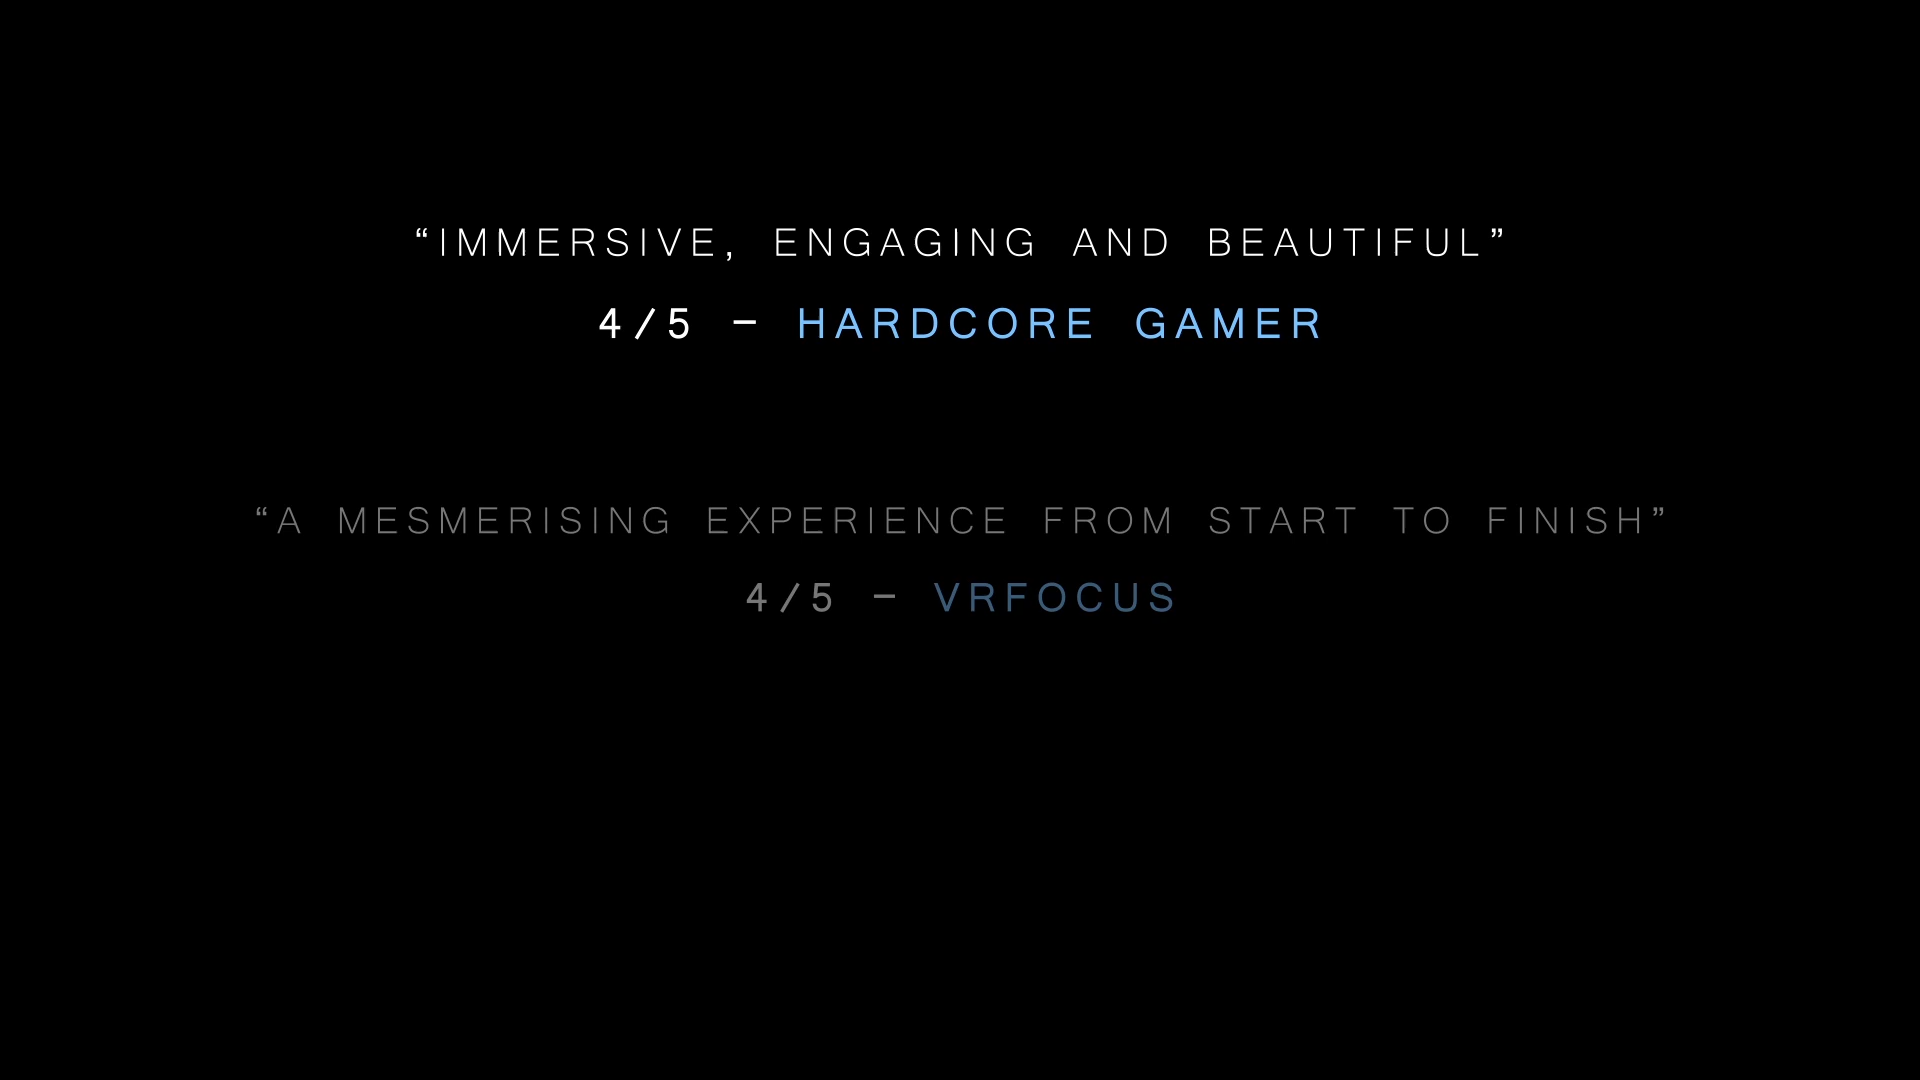 “IMMERSIVE, ENGAGING AND BEAUTIFUL”
4/5 – HARDCORE GAMER
“A MESMERISING EXPERIENCE FROM START TO FINISH”
4/5 – VRFOCUS